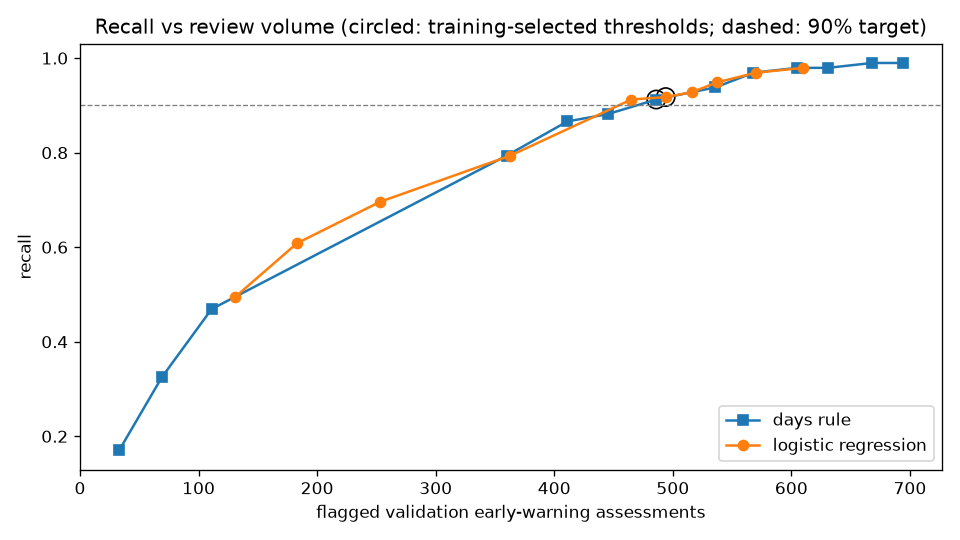 Recall vs review volume (circled: training-selected thresholds; dashed: 90% target)
1.0
0.8
0.6
0.4
0.2
recall
0
100
200
300
400
500
600
700
flagged validation early-warning assessments
days rule
logistic regression